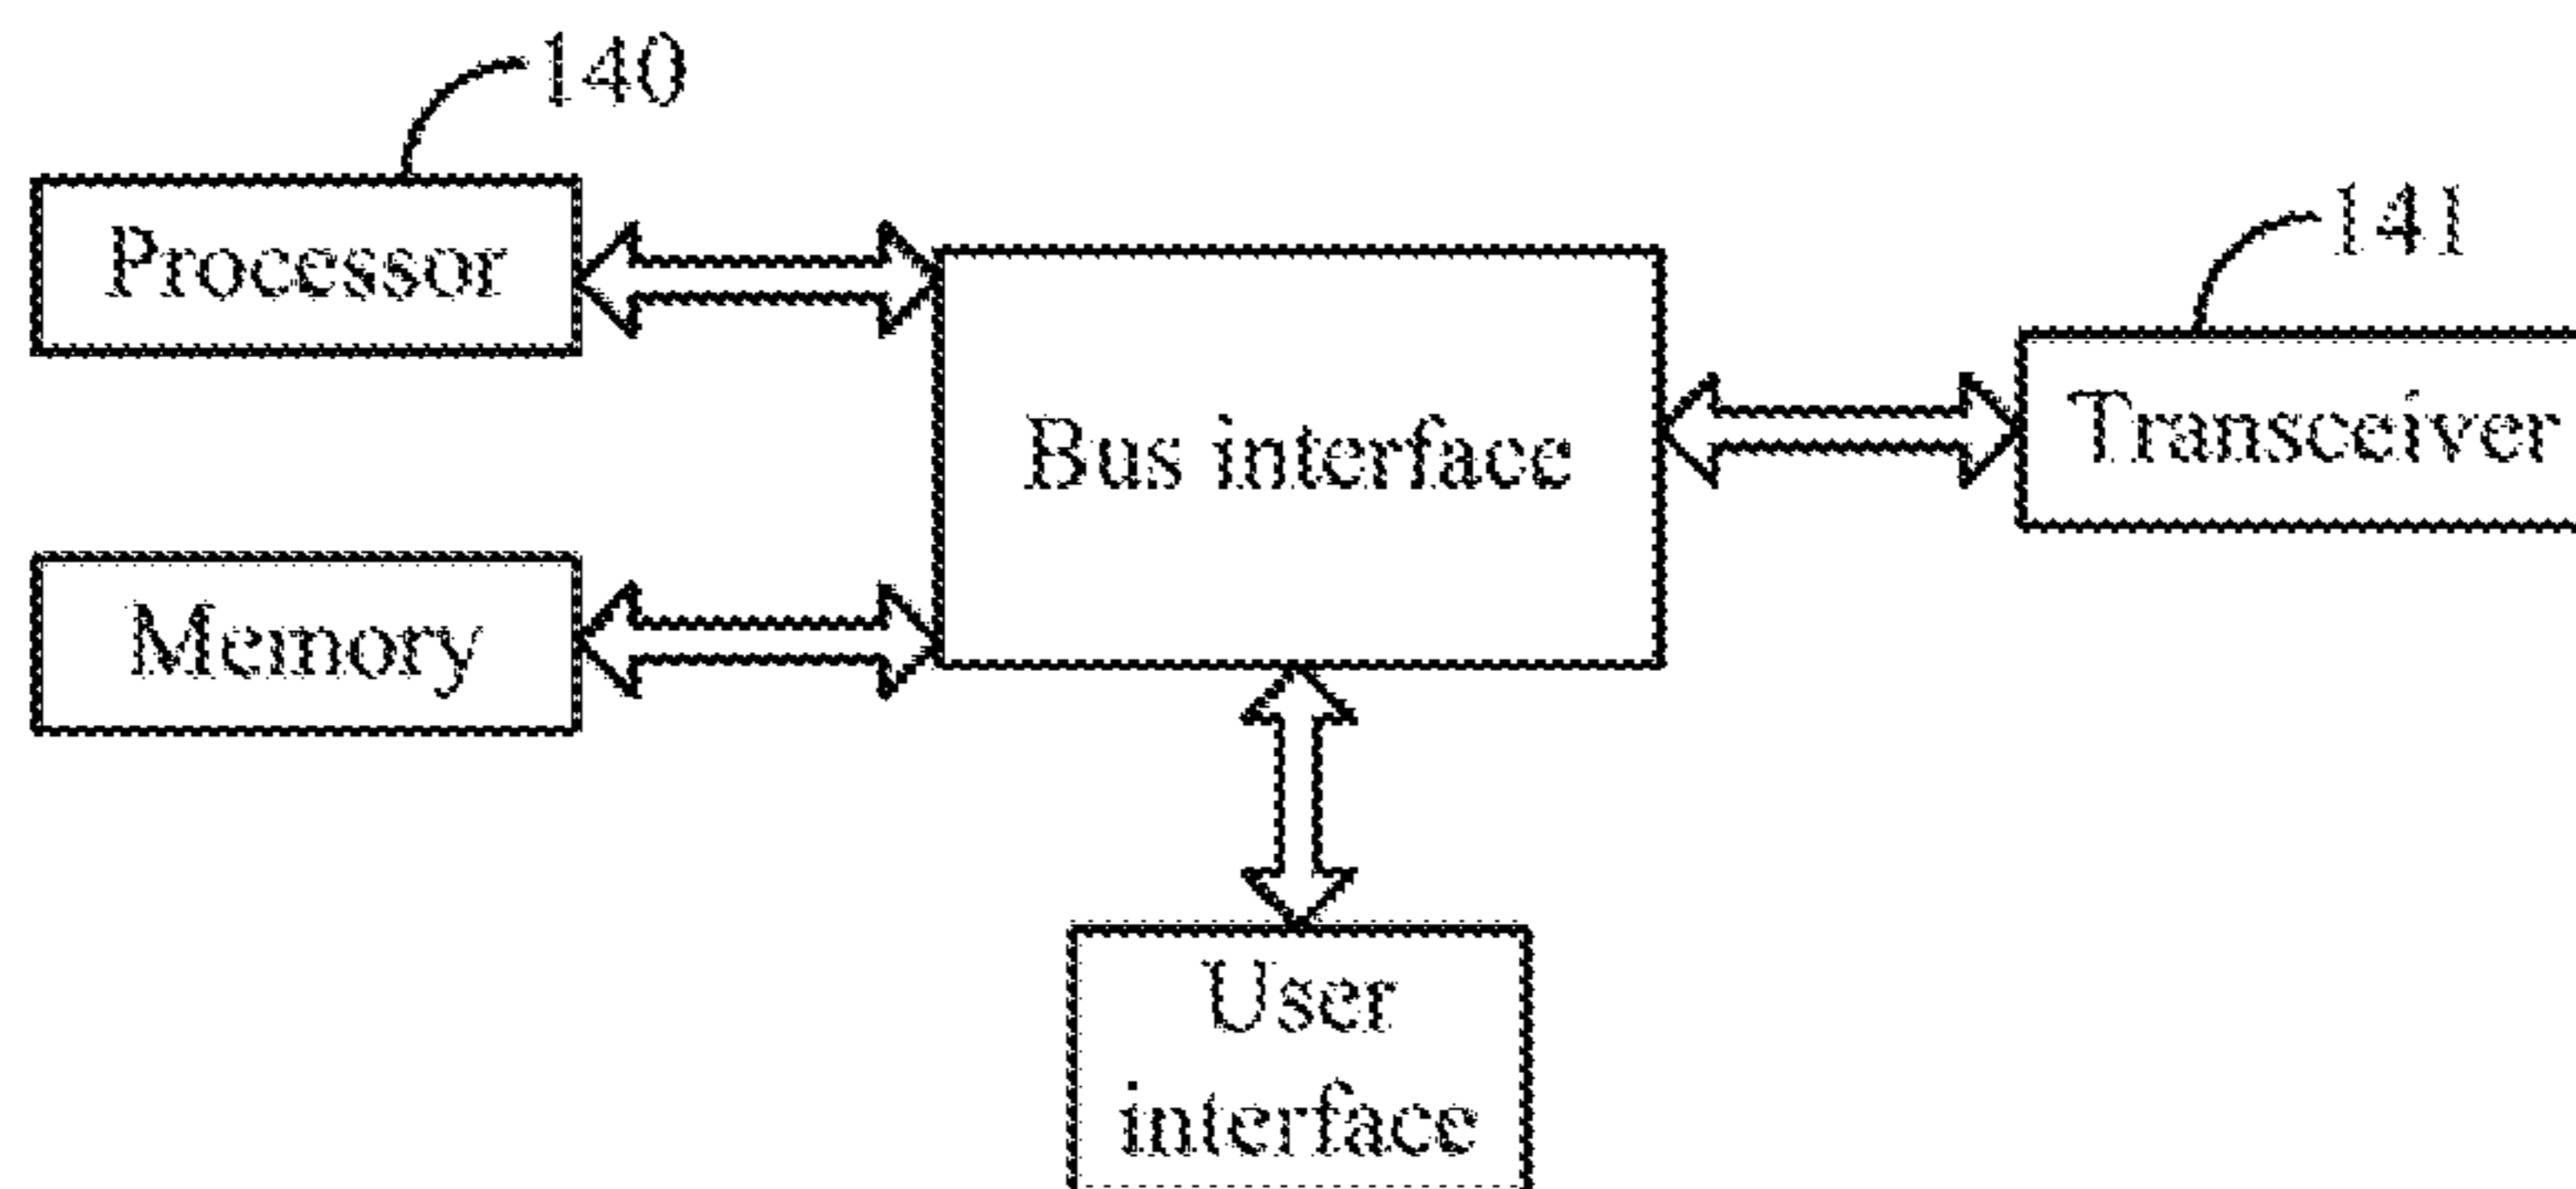 140
Processor
141
Bus interface
Transceiver
Memory
User
interface